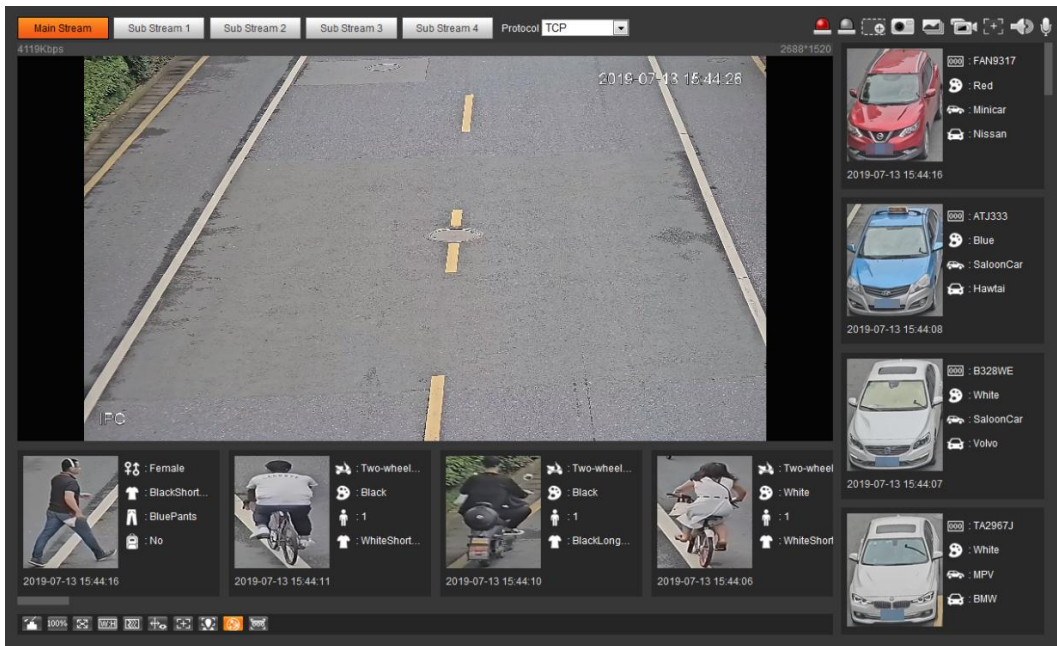 Main Stream Sub Stream 1 Sub Stream 2 Sub Stream 3 Sub Stream 4 Protocol TCP
4119Kbps 2688*1520
2019-07-13 15:44:26
IPC
: FAN9317
: Red
: Minicar
: Nissan
2019-07-13 15:44:16
: ATJ333
: Blue
: SaloonCar
: Hawtai
2019-07-13 15:44:08
: B328WE
: White
: SaloonCar
: Volvo
2019-07-13 15:44:07
: TA2967J
: White
: MPV
: BMW
: Female
: BlackShort...
: BluePants
: No
2019-07-13 15:44:16
: Two-wheel...
: Black
: 1
: WhiteShort...
2019-07-13 15:44:11
: Two-wheel...
: Black
: 1
: BlackLong...
2019-07-13 15:44:10
: Two-wheel
: White
: 1
: WhiteShort
2019-07-13 15:44:06
100% W:H